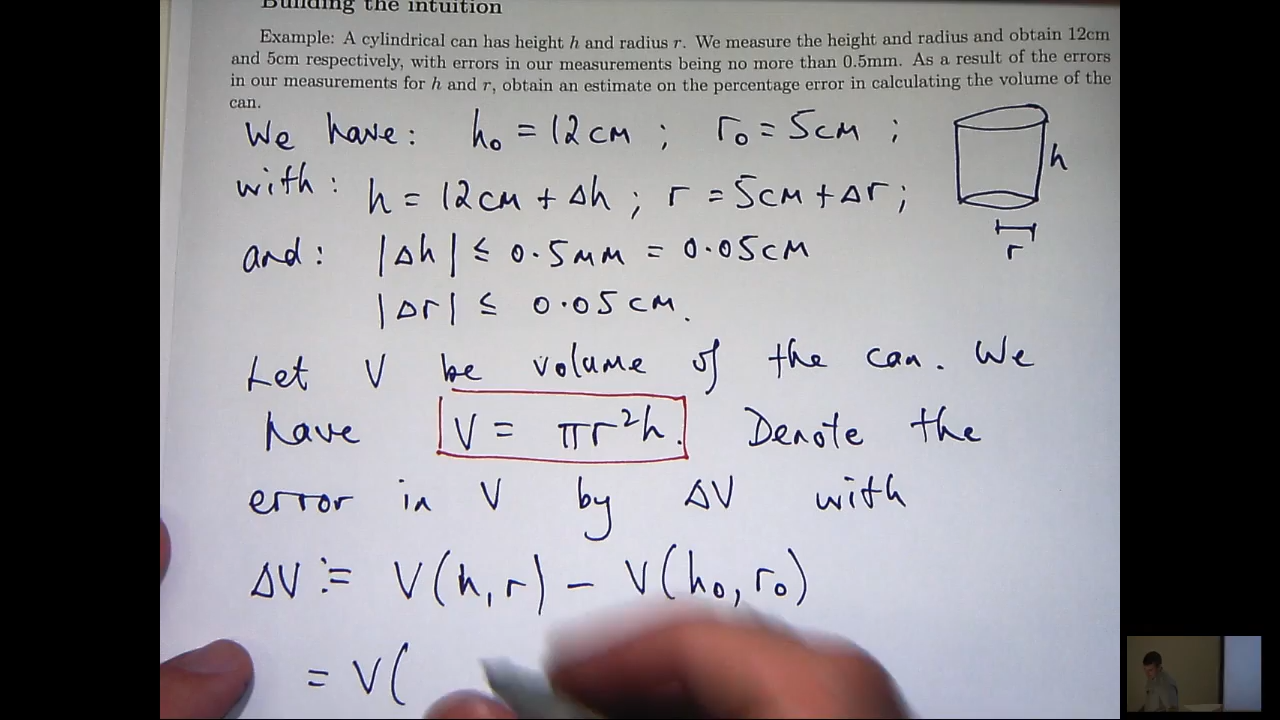 Building the intuition
Example: A cylindrical can has height h and radius r. We measure the height and radius and obtain 12cm
and 5cm respectively, with errors in our measurements being no more than 0.5mm. As a result of the errors
in our measurements for h and r, obtain an estimate on the percentage error in calculating the volume of the
can.
We have: h₀ = 12cm ; r₀ = 5cm ;
with: h = 12cm + Δh ; r = 5cm + Δr ;
h
and: |Δh| ≤ 0.5mm = 0.05cm
r
|Δr| ≤ 0.05cm.
Let V be volume of the can. We
have V = πr²h. Denote the
error in V by ΔV with
ΔV := V(h,r) - V(h₀,r₀)
= V(